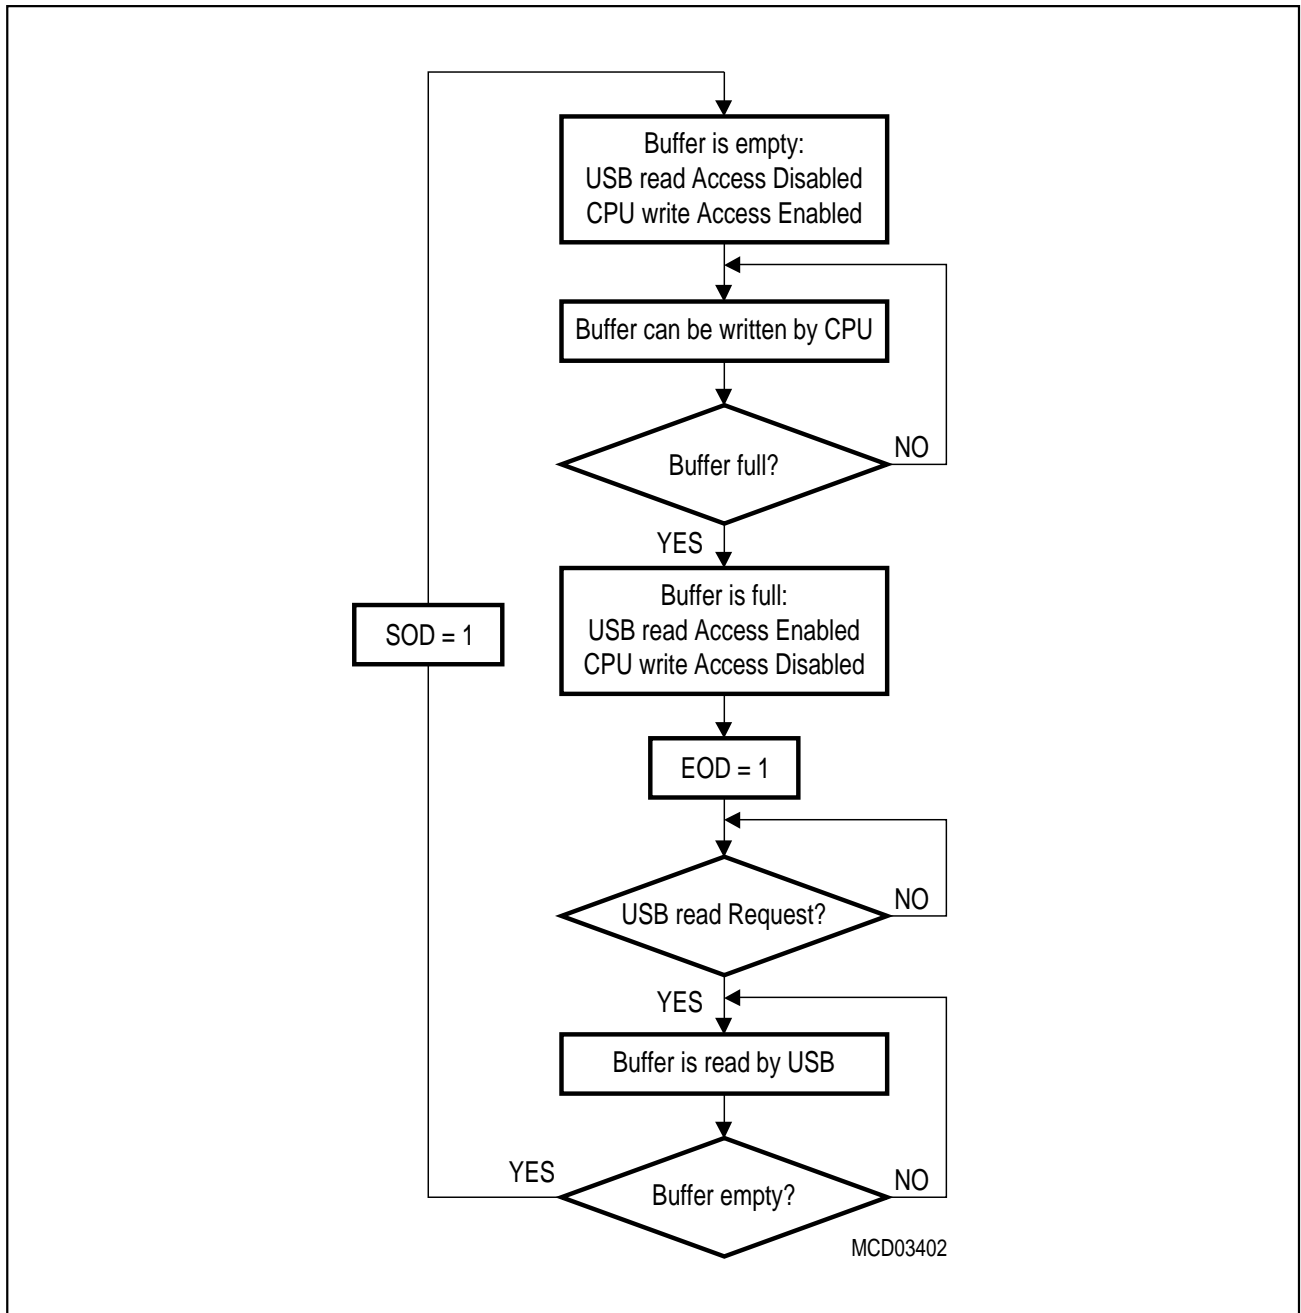 Buffer is empty:
USB read Access Disabled
CPU write Access Enabled
Buffer can be written by CPU
Buffer full?
NO
YES
Buffer is full:
USB read Access Enabled
CPU write Access Disabled
SOD = 1
EOD = 1
USB read Request?
NO
YES
Buffer is read by USB
YES
Buffer empty?
NO
MCD03402